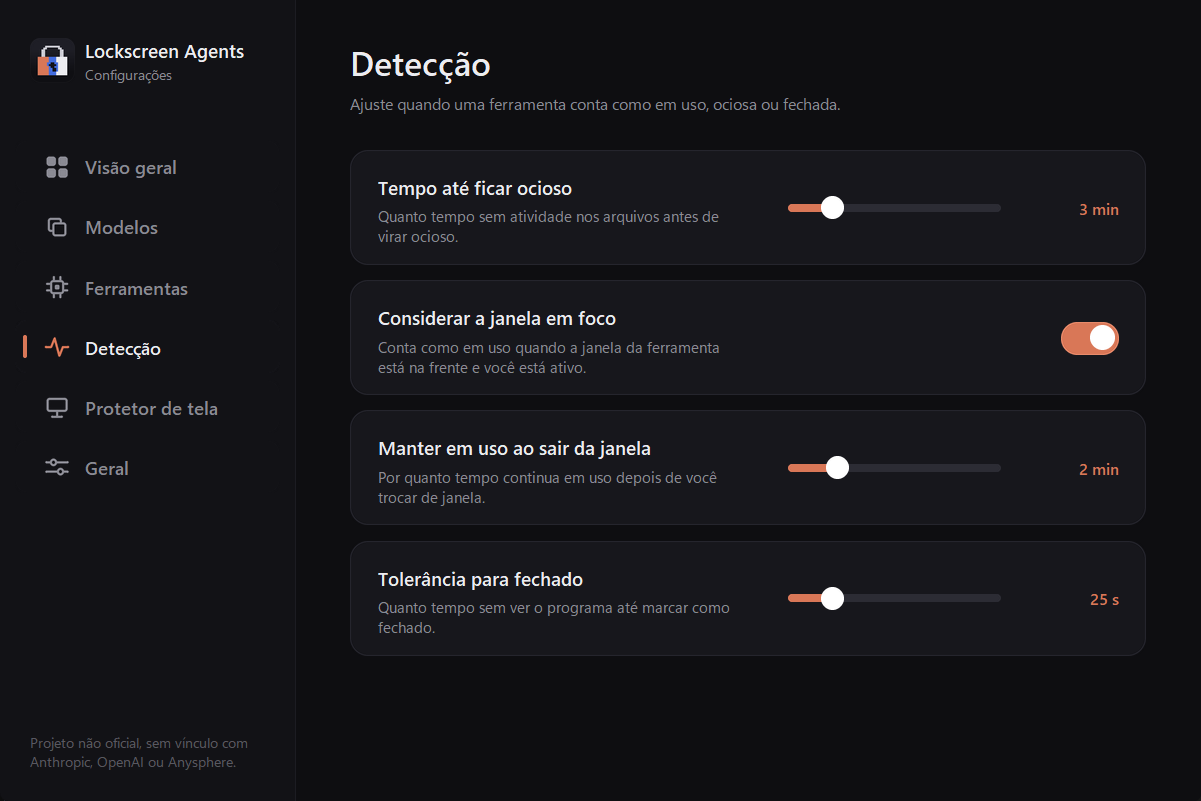 Lockscreen Agents
Configurações
Visão geral
Modelos
Ferramentas
Detecção
Protetor de tela
Geral
Projeto não oficial, sem vínculo com
Anthropic, OpenAI ou Anysphere.
Detecção
Ajuste quando uma ferramenta conta como em uso, ociosa ou fechada.
Tempo até ficar ocioso
Quanto tempo sem atividade nos arquivos antes de
virar ocioso.
3 min
Considerar a janela em foco
Conta como em uso quando a janela da ferramenta
está na frente e você está ativo.
Manter em uso ao sair da janela
Por quanto tempo continua em uso depois de você
trocar de janela.
2 min
Tolerância para fechado
Quanto tempo sem ver o programa até marcar como
fechado.
25 s